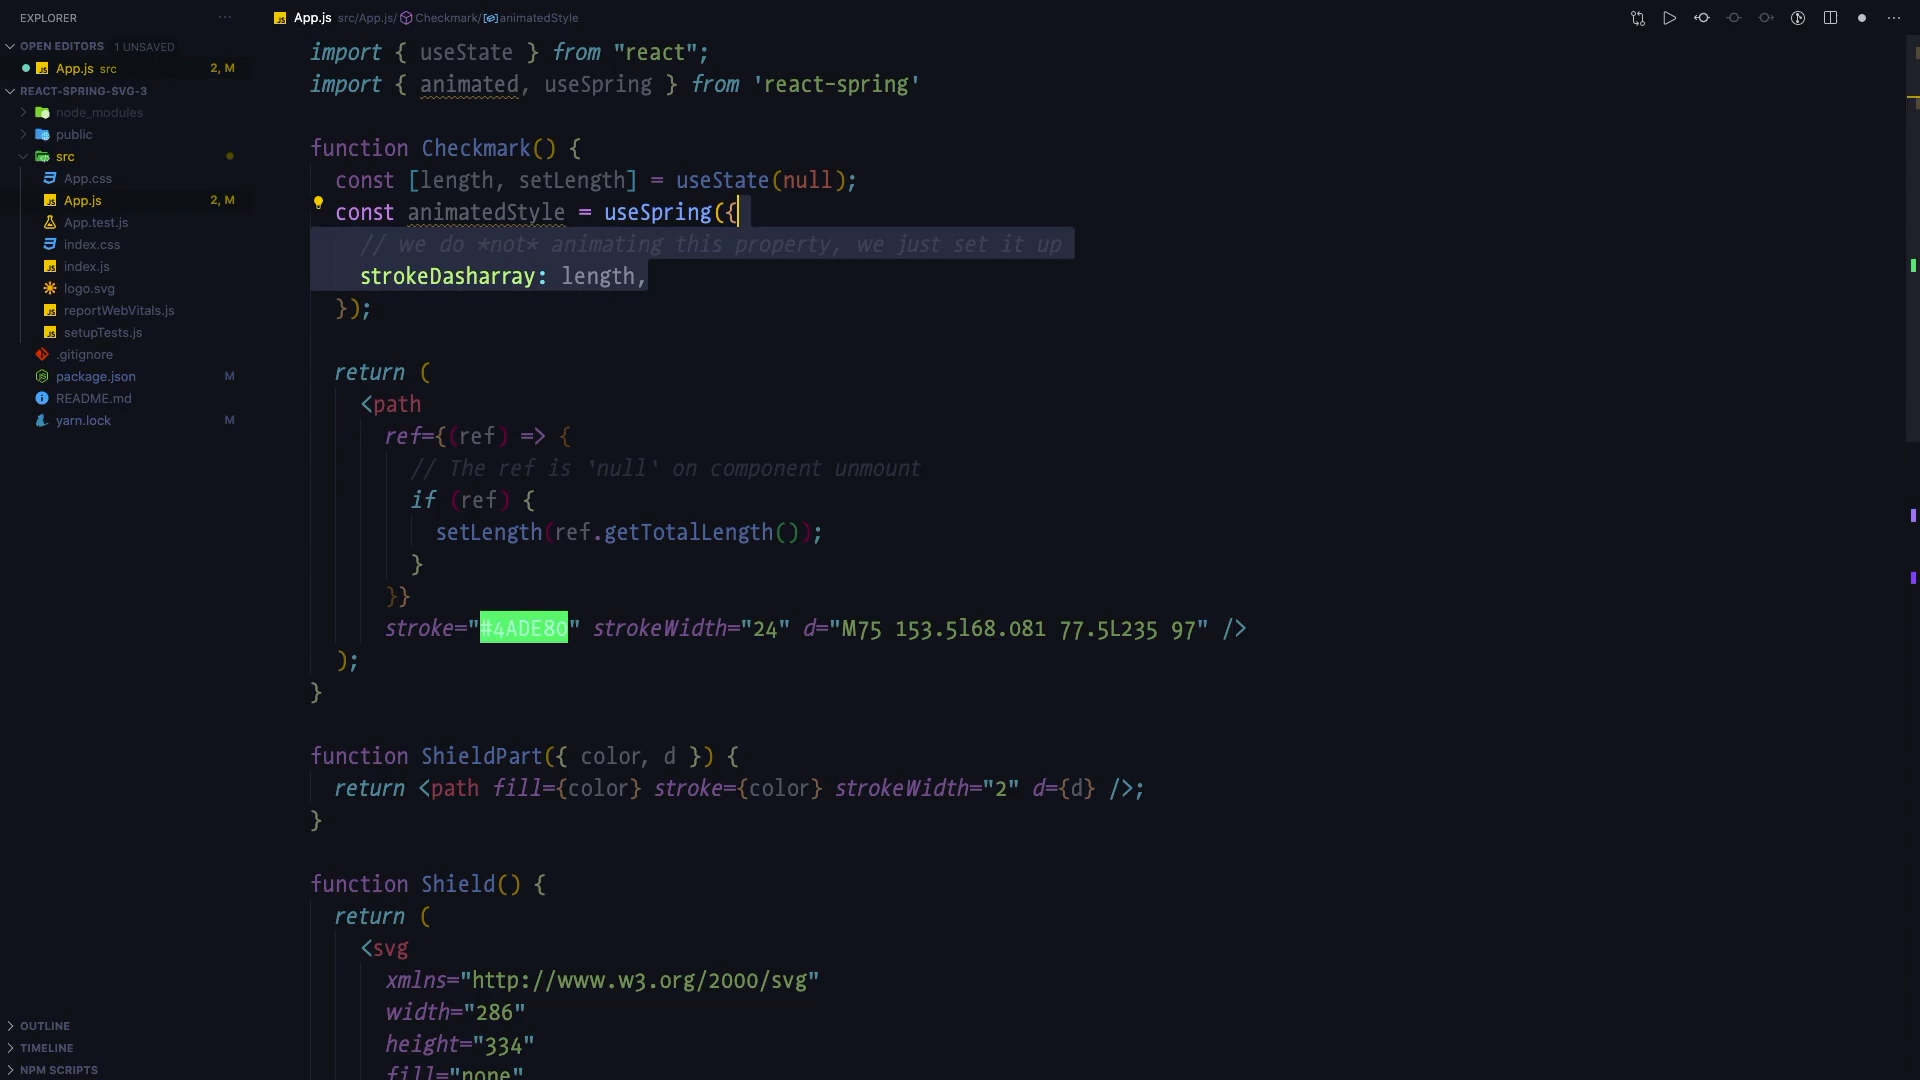 EXPLORER
App.js src/App.js/ Checkmark/ animatedStyle
OPEN EDITORS 1 UNSAVED
App.js src 2, M
REACT-SPRING-SVG-3
node_modules
public
src
App.css
App.js 2, M
App.test.js
index.css
index.js
logo.svg
reportWebVitals.js
setupTests.js
.gitignore
package.json M
README.md
yarn.lock M
OUTLINE
TIMELINE
NPM SCRIPTS
import { useState } from "react";
import { animated, useSpring } from 'react-spring'
function Checkmark() {
const [length, setLength] = useState(null);
const animatedStyle = useSpring({
// we do *not* animating this property, we just set it up
strokeDasharray: length,
});
return (
<path
ref={(ref) => {
// The ref is `null` on component unmount
if (ref) {
setLength(ref.getTotalLength());
}
}}
stroke="#4ADE80" strokeWidth="24" d="M75 153.5l68.081 77.5L235 97" />
);
}
function ShieldPart({ color, d }) {
return <path fill={color} stroke={color} strokeWidth="2" d={d} />;
}
function Shield() {
return (
<svg
xmlns="http://www.w3.org/2000/svg"
width="286"
height="334"
fill="none"